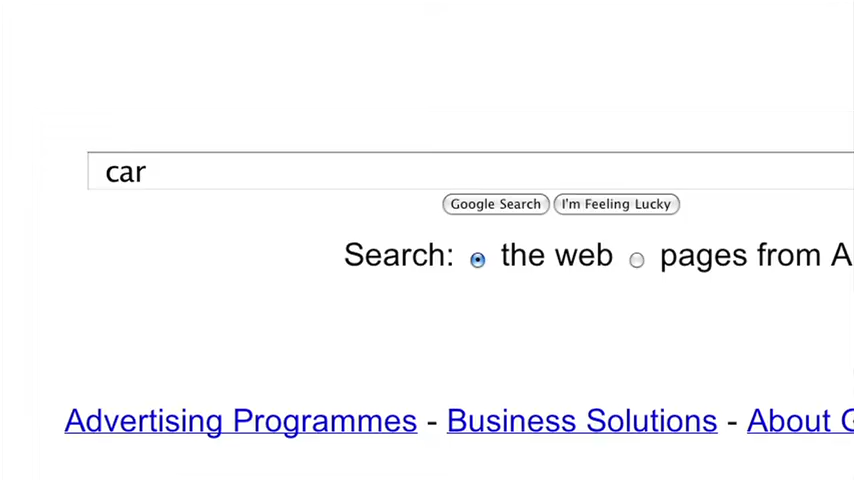 car
Google Search I'm Feeling Lucky
Search: the web pages from A
Advertising Programmes - Business Solutions - About G